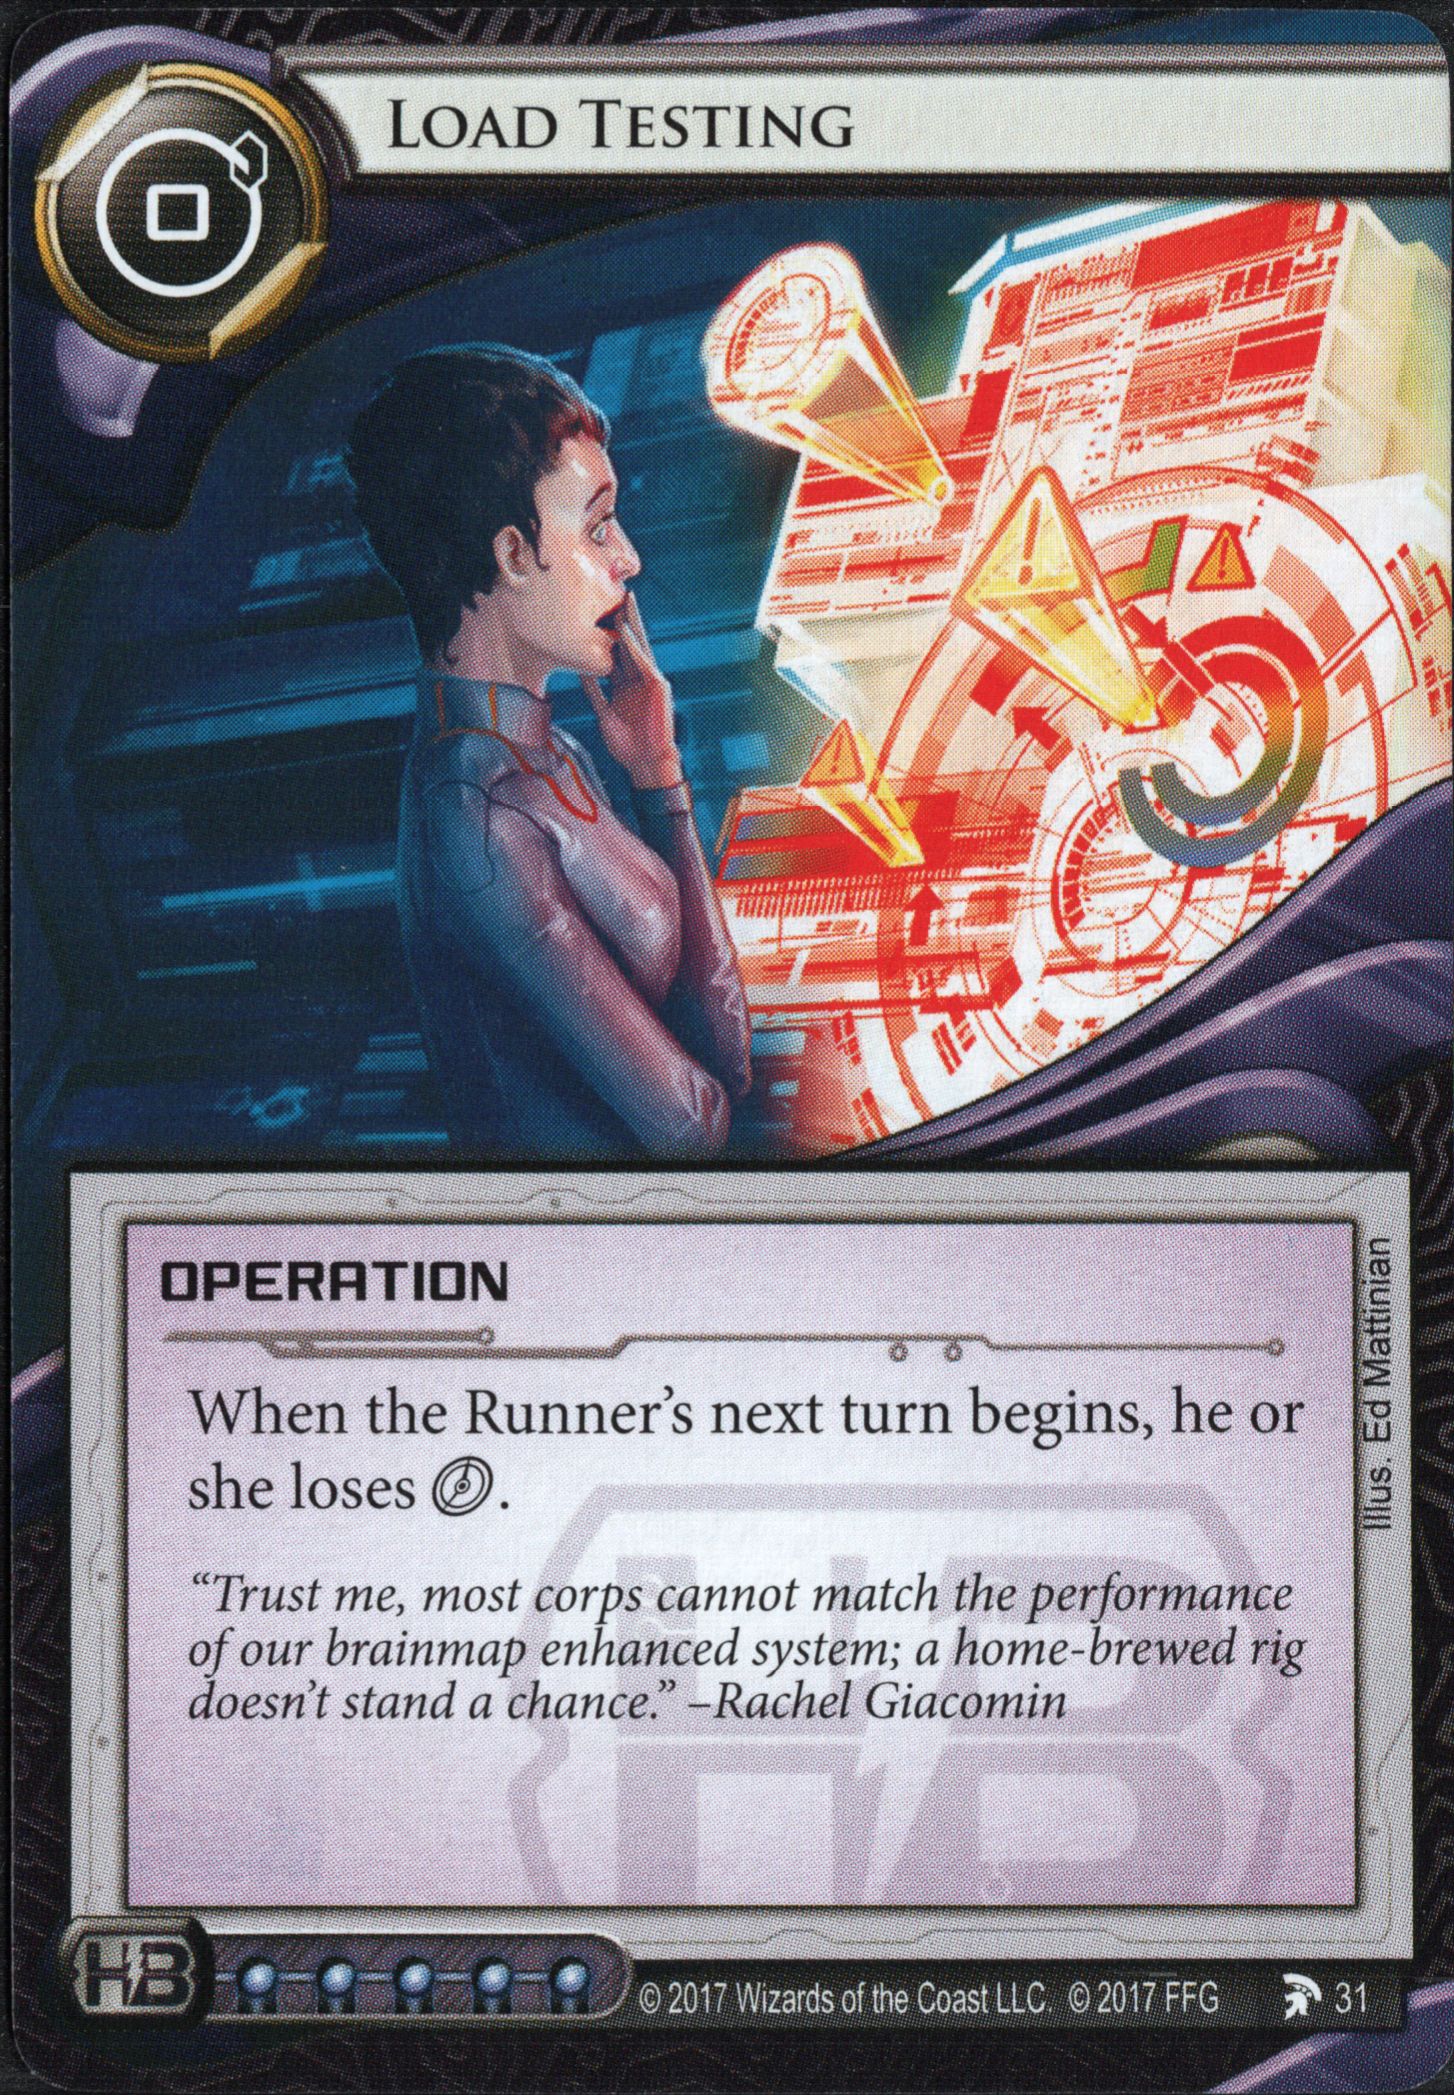 0
LOAD TESTING
OPERATION
When the Runner's next turn begins, he or
she loses .
“Trust me, most corps cannot match the performance
of our brainmap enhanced system; a home-brewed rig
doesn't stand a chance.” –Rachel Giacomin
Illus. Ed Mattinian
HB
© 2017 Wizards of the Coast LLC. © 2017 FFG 31